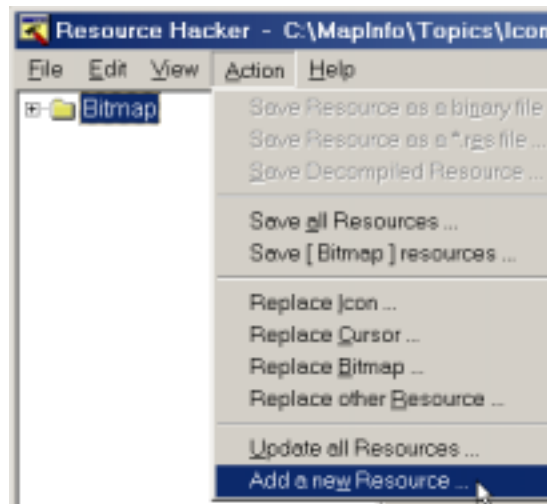 Resource Hacker - C:\MapInfo\Topics\Icon
File Edit View Action Help
Bitmap
Save Resource as a binary file
Save Resource as a *.res file ...
Save Decompiled Resource ...
Save all Resources ...
Save [ Bitmap ] resources ...
Replace Icon ...
Replace Cursor ...
Replace Bitmap ...
Replace other Resource ...
Update all Resources ...
Add a new Resource ...